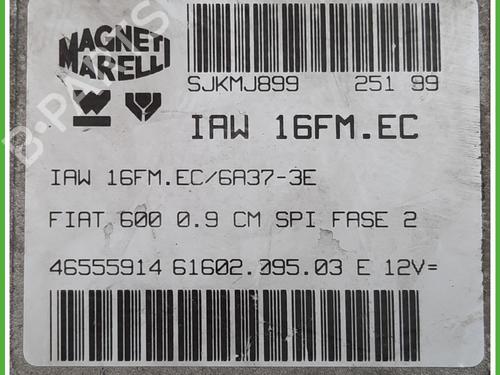 MAGNETI
MARELLI
SJKMJ899 251 99
IAW 16FM.EC
IAW 16FM.EC/6A37-3E
FIAT 600 0.9 CM SPI FASE 2
46555914 61602.095.03 E 12V=
B-PARTS